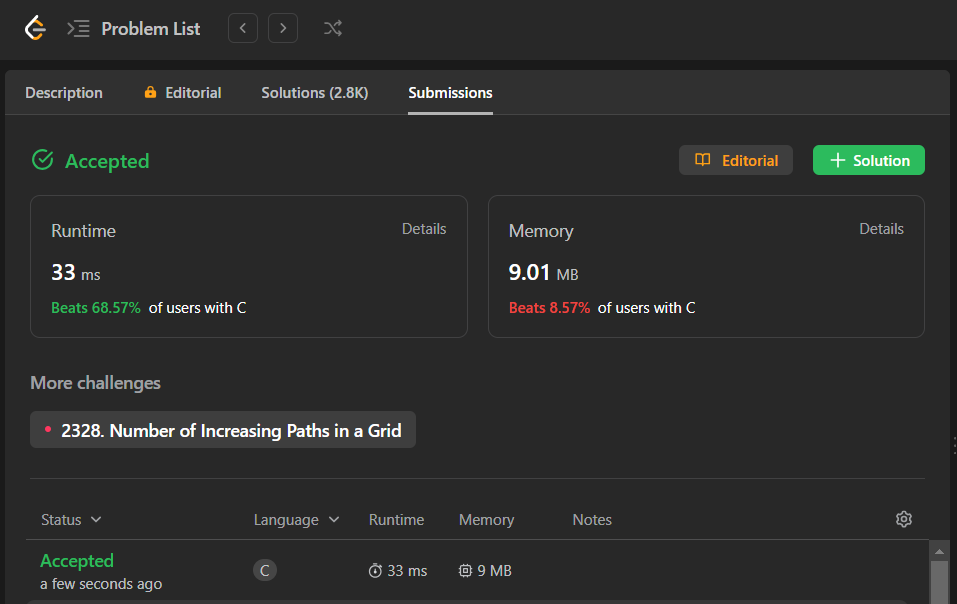 Problem List
Description Editorial Solutions (2.8K) Submissions
Accepted Editorial Solution
Runtime Details
33 ms
Beats 68.57% of users with C
Memory Details
9.01 MB
Beats 8.57% of users with C
More challenges
2328. Number of Increasing Paths in a Grid
Status Language Runtime Memory Notes
Accepted C 33 ms 9 MB
a few seconds ago